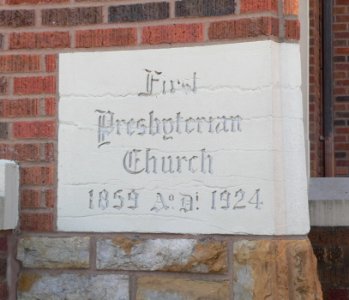 First
Presbyterian
Church
1859 A. D. 1924